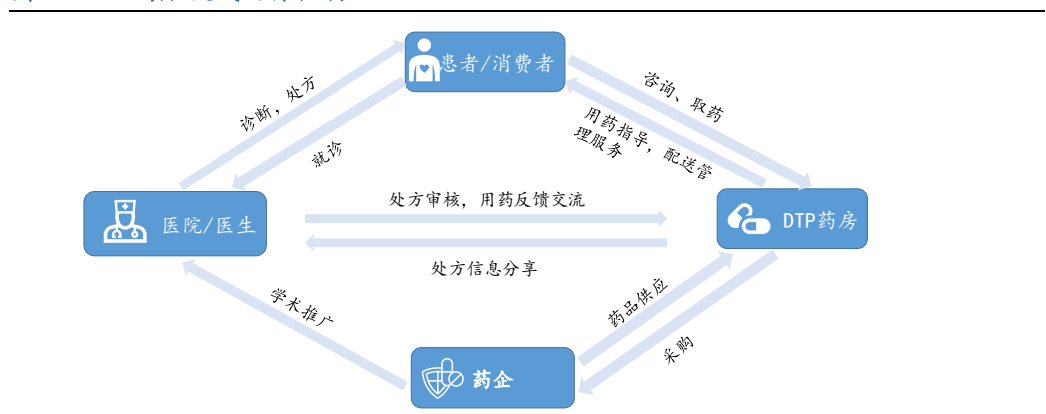 患者/消费者
诊断，处方
就诊
咨询、取药
用药指导，配送管
理服务
医院/医生
处方审核，用药反馈交流
处方信息分享
DTP药房
学术推广
药品供应
采购
药企